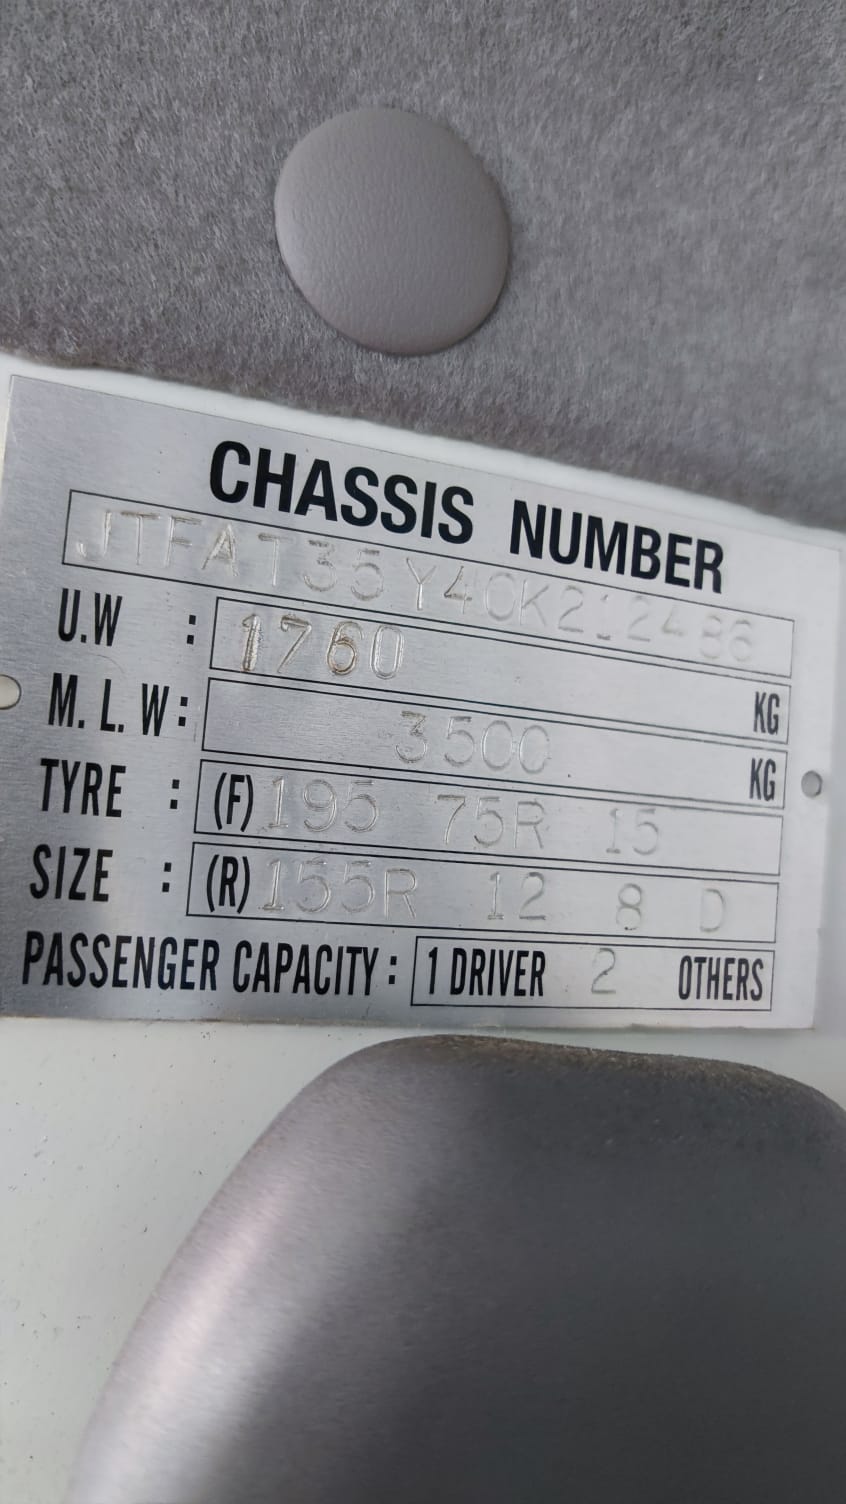 CHASSIS NUMBER
JTFAT35Y40K212486
U.W : 1760 KG
M. L. W: 3500 KG
TYRE : (F) 195 75R 15
SIZE : (R) 155R 12 8 D
PASSENGER CAPACITY: 1 DRIVER 2 OTHERS